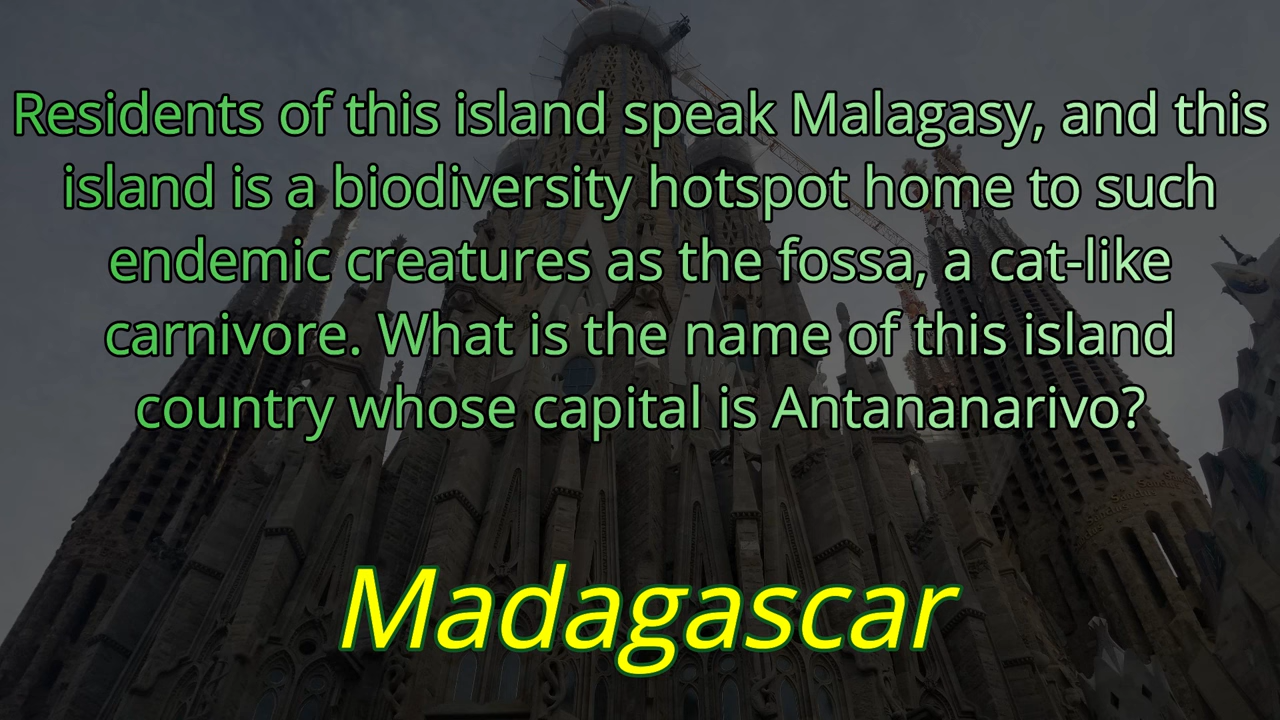 Residents of this island speak Malagasy, and this
island is a biodiversity hotspot home to such
endemic creatures as the fossa, a cat-like
carnivore. What is the name of this island
country whose capital is Antananarivo?
Madagascar